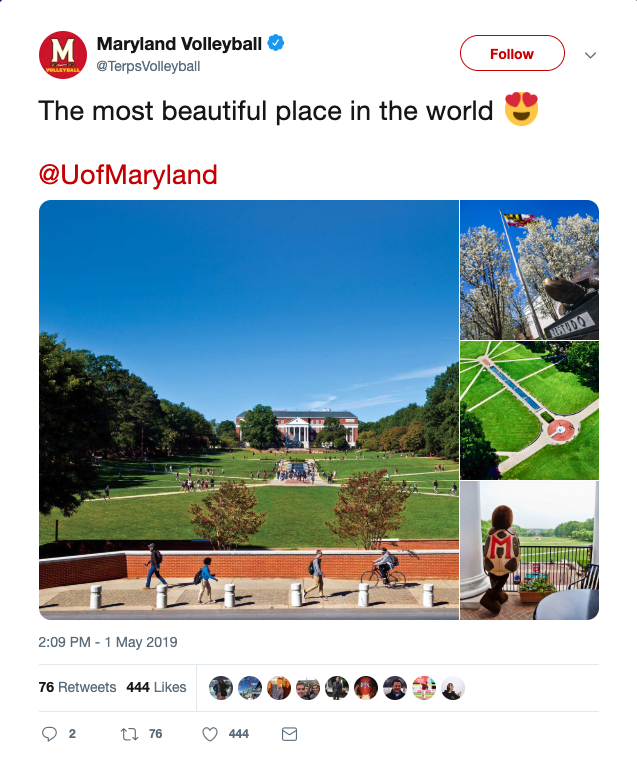 M
VOLLEYBALL
Maryland Volleyball
@TerpsVolleyball
Follow
The most beautiful place in the world 😍
@UofMaryland
TESTUDO
M
2:09 PM - 1 May 2019
76 Retweets 444 Likes
2 76 444